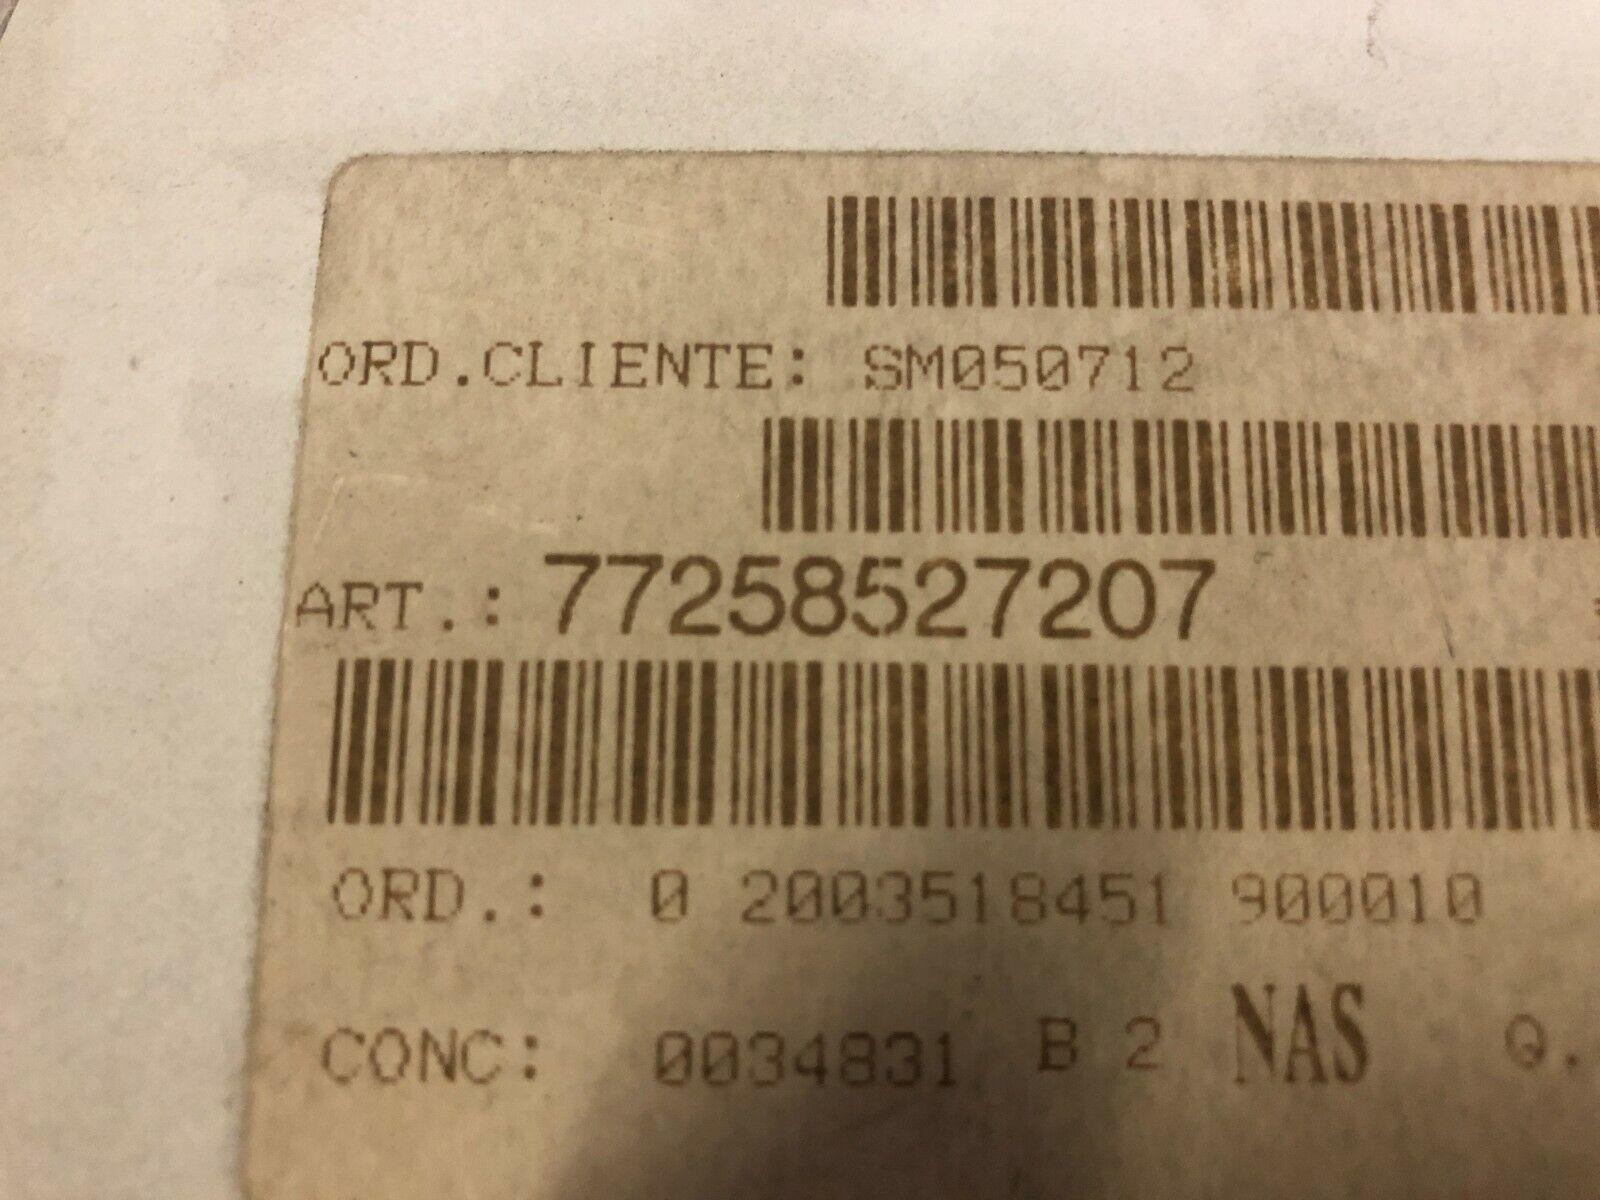 ORD.CLIENTE: SM050712
ART.: 77258527207
ORD.: 0 2003518451 900010
CONC: 0034831 B 2 NAS Q.